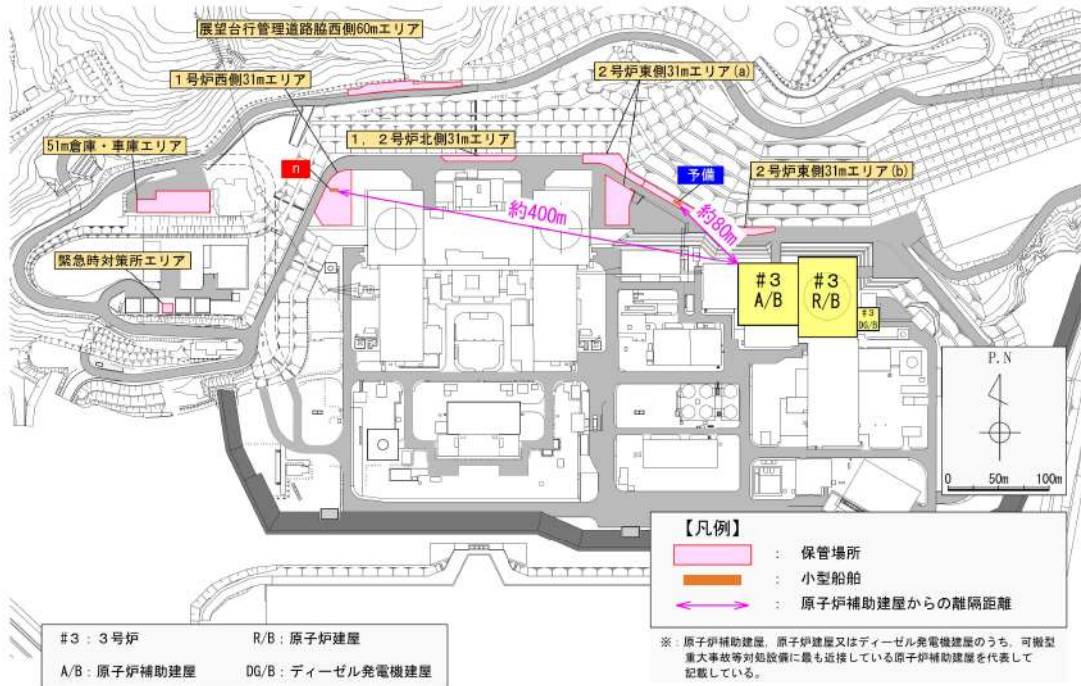 展望台行管理道路脇西側60mエリア
1号炉西側31mエリア
2号炉東側31mエリア(a)
51m倉庫・車庫エリア
1，2号炉北側31mエリア
n
予備
2号炉東側31mエリア(b)
約400m
約80m
緊急時対策所エリア
#3
A/B
#3
R/B
#3
DG/B
P.N
0 50m 100m
【凡例】
： 保管場所
： 小型船舶
： 原子炉補助建屋からの離隔距離
#3：3号炉 R/B：原子炉建屋
A/B：原子炉補助建屋 DG/B：ディーゼル発電機建屋
※：原子炉補助建屋，原子炉建屋又はディーゼル発電機建屋のうち，可搬型
重大事故等対処設備に最も近接している原子炉補助建屋を代表して
記載している。